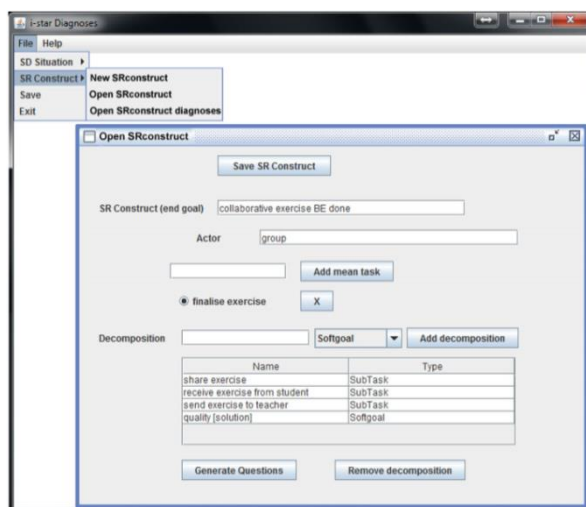 i-star Diagnoses
File Help
SD Situation
SR Construct New SRconstruct
Save Open SRconstruct
Exit Open SRconstruct diagnoses
Open SRconstruct
Save SR Construct
SR Construct (end goal) collaborative exercise BE done
Actor group
Add mean task
finalise exercise X
Decomposition Softgoal Add decomposition
Name Type
share exercise SubTask
receive exercise from student SubTask
send exercise to teacher SubTask
quality [solution] Softgoal
Generate Questions Remove decomposition